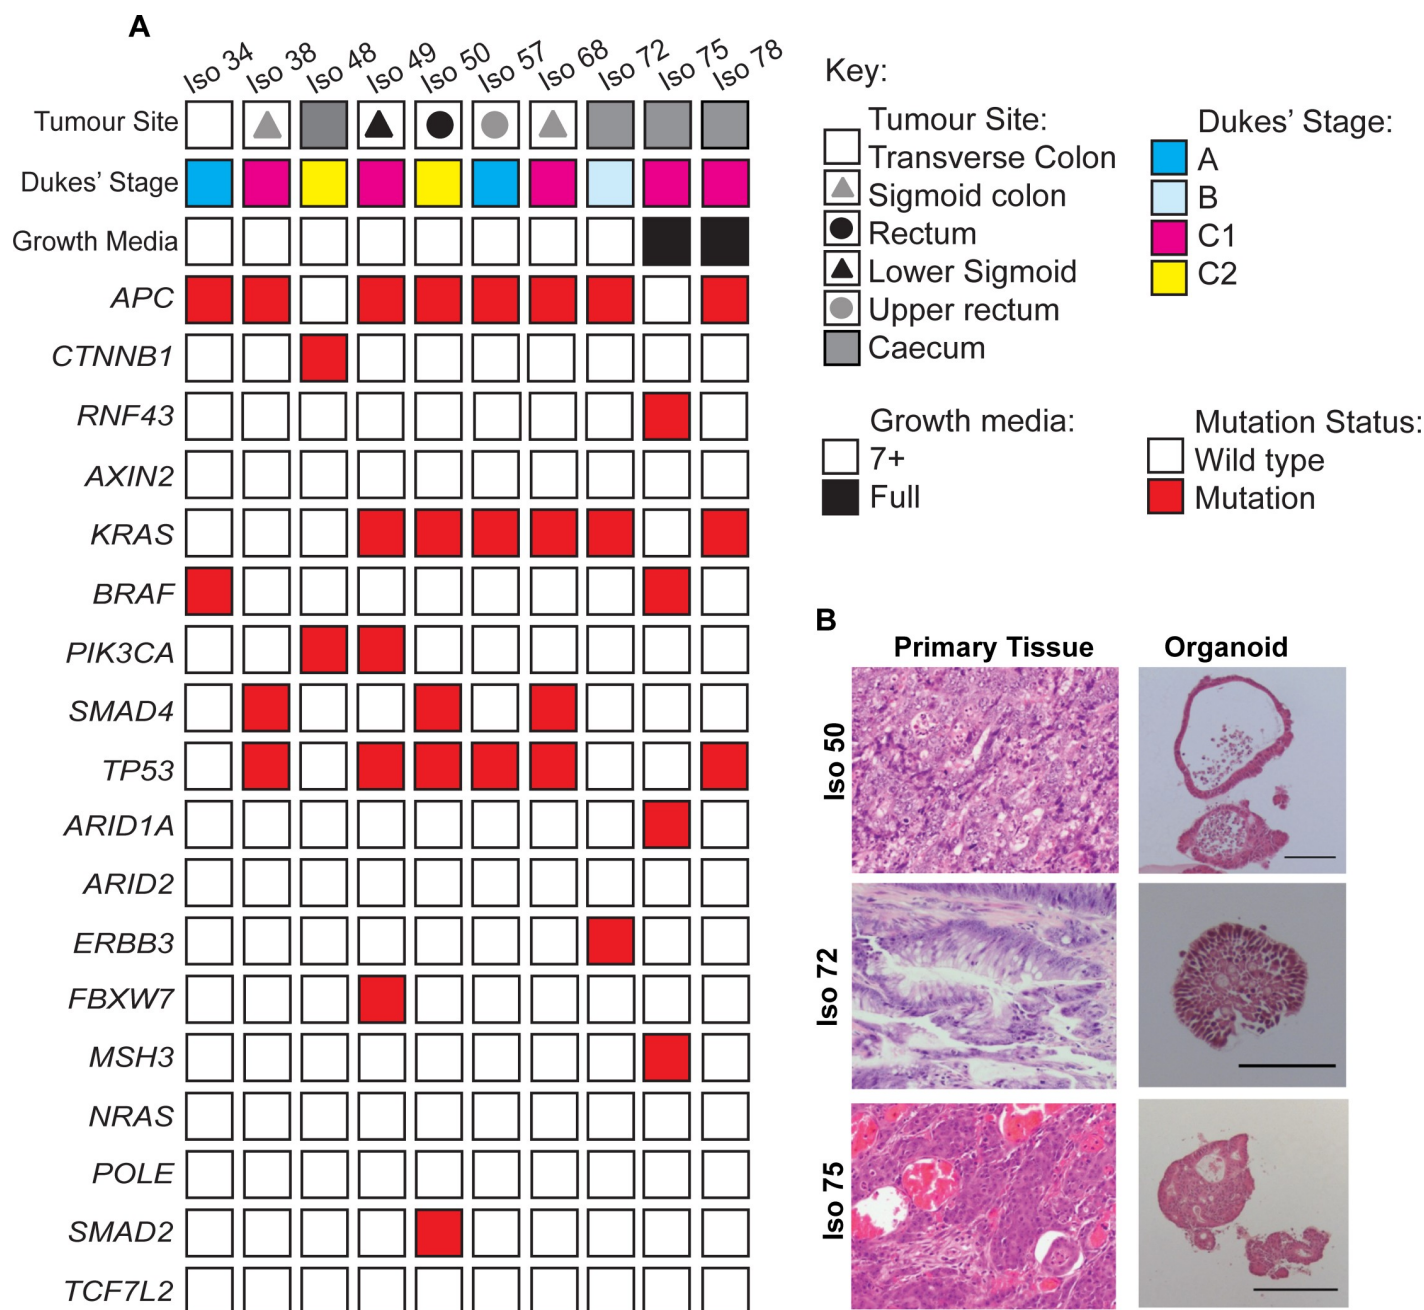 A
Iso 34 Iso 38 Iso 48 Iso 49 Iso 50 Iso 57 Iso 68 Iso 72 Iso 75 Iso 78
Tumour Site
Dukes’ Stage
Growth Media
APC
CTNNB1
RNF43
AXIN2
KRAS
BRAF
PIK3CA
SMAD4
TP53
ARID1A
ARID2
ERBB3
FBXW7
MSH3
NRAS
POLE
SMAD2
TCF7L2
Key:
Tumour Site:
Transverse Colon
Sigmoid colon
Rectum
Lower Sigmoid
Upper rectum
Caecum
Dukes’ Stage:
A
B
C1
C2
Growth media:
7+
Full
Mutation Status:
Wild type
Mutation
B
Primary Tissue Organoid
Iso 50
Iso 72
Iso 75